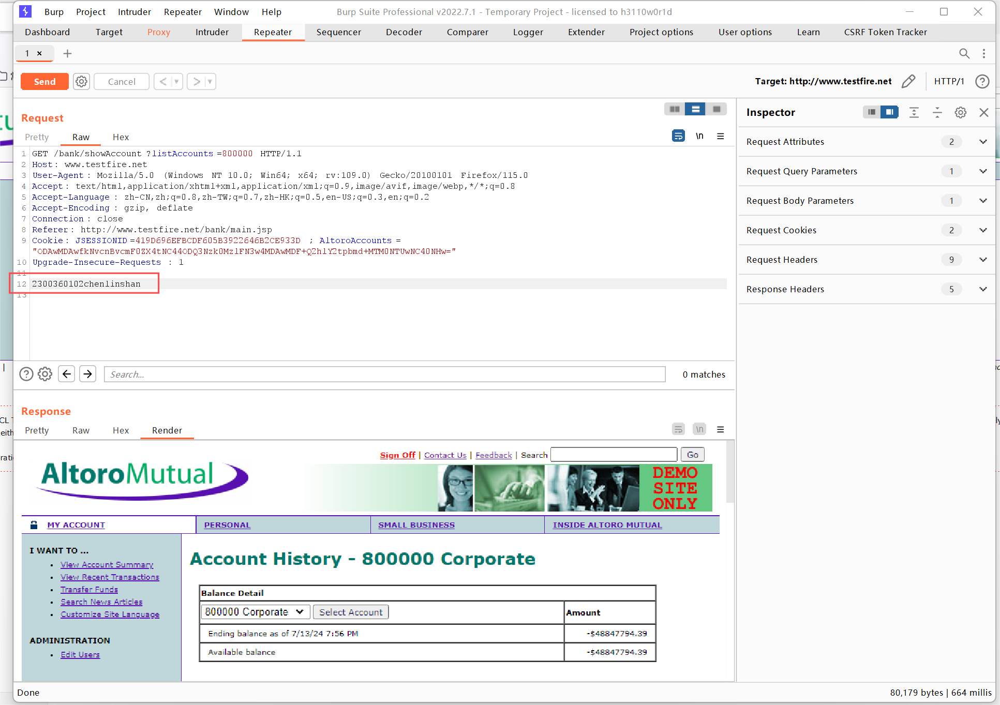 Burp Project Intruder Repeater Window Help Burp Suite Professional v2022.7.1 - Temporary Project - licensed to h3110w0r1d
Dashboard Target Proxy Intruder Repeater Sequencer Decoder Comparer Logger Extender Project options User options Learn CSRF Token Tracker
1 ×
Send Cancel < > Target: http://www.testfire.net HTTP/1
Request
Pretty Raw Hex \n
1 GET /bank/showAccount?listAccounts=800000 HTTP/1.1
2 Host: www.testfire.net
3 User-Agent: Mozilla/5.0 (Windows NT 10.0; Win64; x64; rv:109.0) Gecko/20100101 Firefox/115.0
4 Accept: text/html,application/xhtml+xml,application/xml;q=0.9,image/avif,image/webp,*/*;q=0.8
5 Accept-Language: zh-CN,zh;q=0.8,zh-TW;q=0.7,zh-HK;q=0.5,en-US;q=0.3,en;q=0.2
6 Accept-Encoding: gzip, deflate
7 Connection: close
8 Referer: http://www.testfire.net/bank/main.jsp
9 Cookie: JSESSIONID=419D696EFBCDF605B3922646B2CE933D ; AltoroAccounts=
"ODAwMDAwfkNvcnBvcmF0ZX4tNC44ODQ3Nzk0MzlFN3w4MDAwMDF+Q2hlY2tpbmd+MTM0NTUwNC40NHw="
10 Upgrade-Insecure-Requests: 1
11
12 2300360102chenlinshan
13
Search... 0 matches
Inspector
Request Attributes 2
Request Query Parameters 1
Request Body Parameters 1
Request Cookies 2
Request Headers 9
Response Headers 5
Response
Pretty Raw Hex Render \n
Sign Off | Contact Us | Feedback | Search Go
AltoroMutual
DEMO
SITE
ONLY
MY ACCOUNT PERSONAL SMALL BUSINESS INSIDE ALTORO MUTUAL
I WANT TO ...
• View Account Summary
• View Recent Transactions
• Transfer Funds
• Search News Articles
• Customize Site Language
ADMINISTRATION
• Edit Users
Account History - 800000 Corporate
Balance Detail
800000 Corporate Select Account Amount
Ending balance as of 7/13/24 7:56 PM -$48847794.39
Available balance -$48847794.39
Done 80,179 bytes | 664 millis